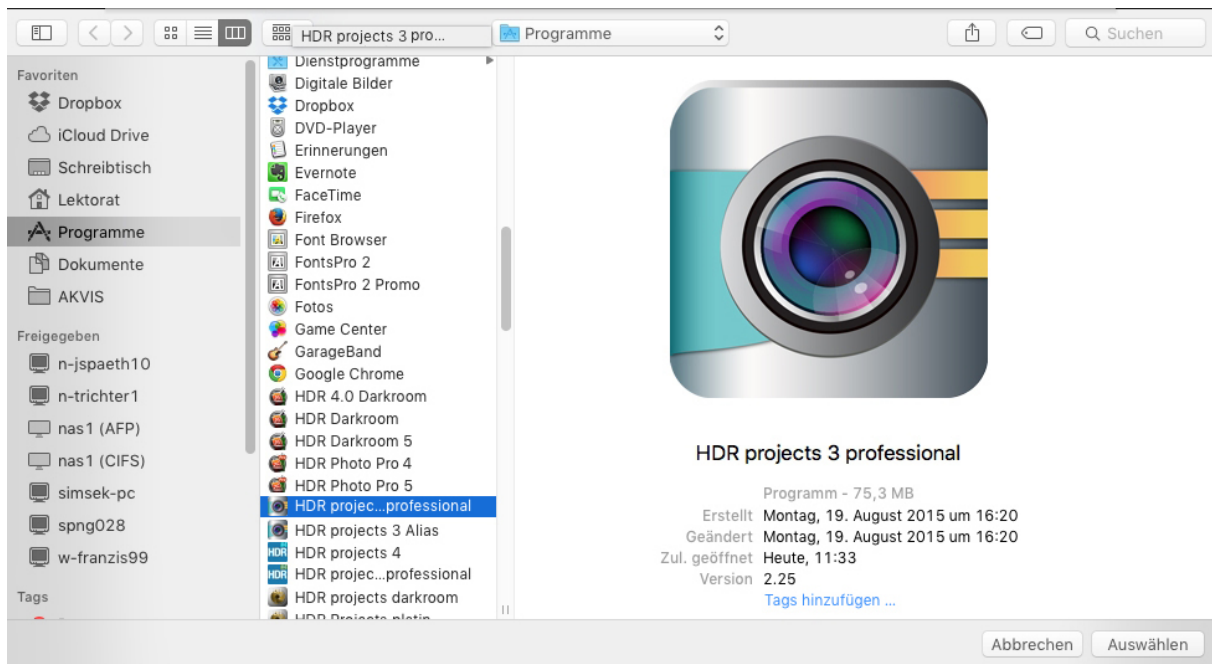 HDR projects 3 pro...
Programme
Suchen
Favoriten
Dropbox
iCloud Drive
Schreibtisch
Lektorat
Programme
Dokumente
AKVIS
Freigegeben
n-jspaeth10
n-trichter1
nas1 (AFP)
nas1 (CIFS)
simsek-pc
spng028
w-franzis99
Tags
Dienstprogramme
Digitale Bilder
Dropbox
DVD-Player
Erinnerungen
Evernote
FaceTime
Firefox
Font Browser
FontsPro 2
FontsPro 2 Promo
Fotos
Game Center
GarageBand
Google Chrome
HDR 4.0 Darkroom
HDR Darkroom
HDR Darkroom 5
HDR Photo Pro 4
HDR Photo Pro 5
HDR projec...professional
HDR projects 3 Alias
HDR projects 4
HDR projec...professional
HDR projects darkroom
HDR Projects platin
HDR projects 3 professional
Programm - 75,3 MB
Erstellt Montag, 19. August 2015 um 16:20
Geändert Montag, 19. August 2015 um 16:20
Zul. geöffnet Heute, 11:33
Version 2.25
Tags hinzufügen ...
Abbrechen
Auswählen